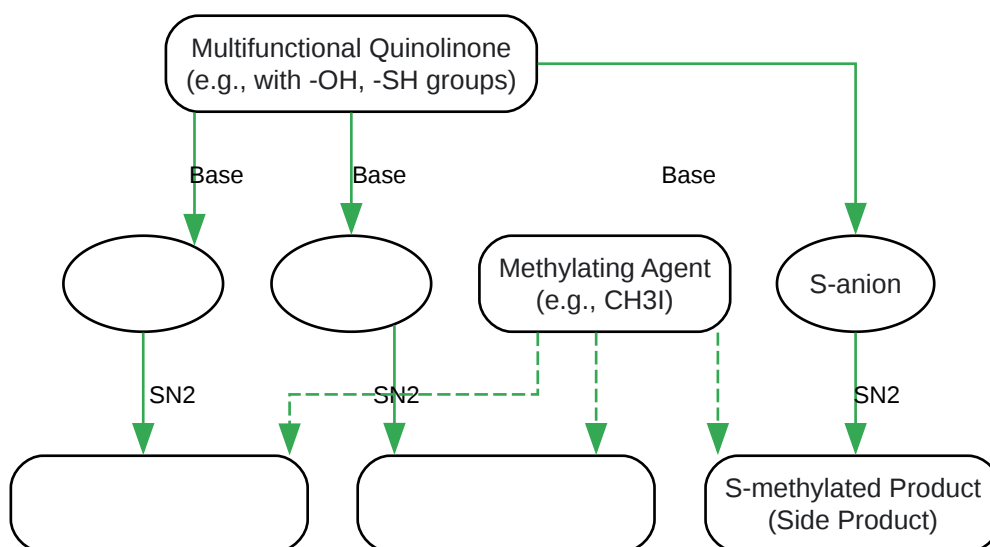 Multifunctional Quinolinone
(e.g., with -OH, -SH groups)
Base
Base
Base
Methylating Agent
(e.g., CH3I)
S-anion
SN2
SN2
SN2
S-methylated Product
(Side Product)